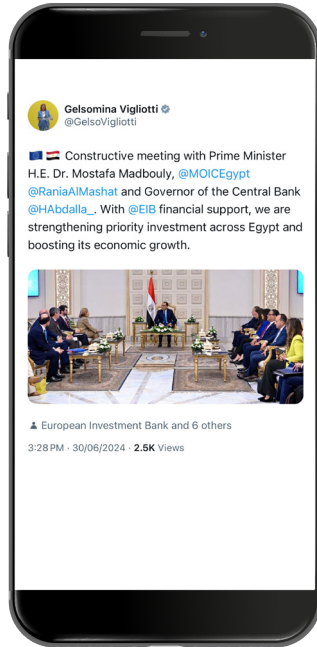 Gelsomina Vigliotti
@GelsoVigliotti
🇪🇺 🇪🇬 Constructive meeting with Prime Minister
H.E. Dr. Mostafa Madbouly, @MOICEgypt
@RaniaAlMashat and Governor of the Central Bank
@HAbdalla_. With @EIB financial support, we are
strengthening priority investment across Egypt and
boosting its economic growth.
European Investment Bank and 6 others
3:28 PM · 30/06/2024 · 2.5K Views